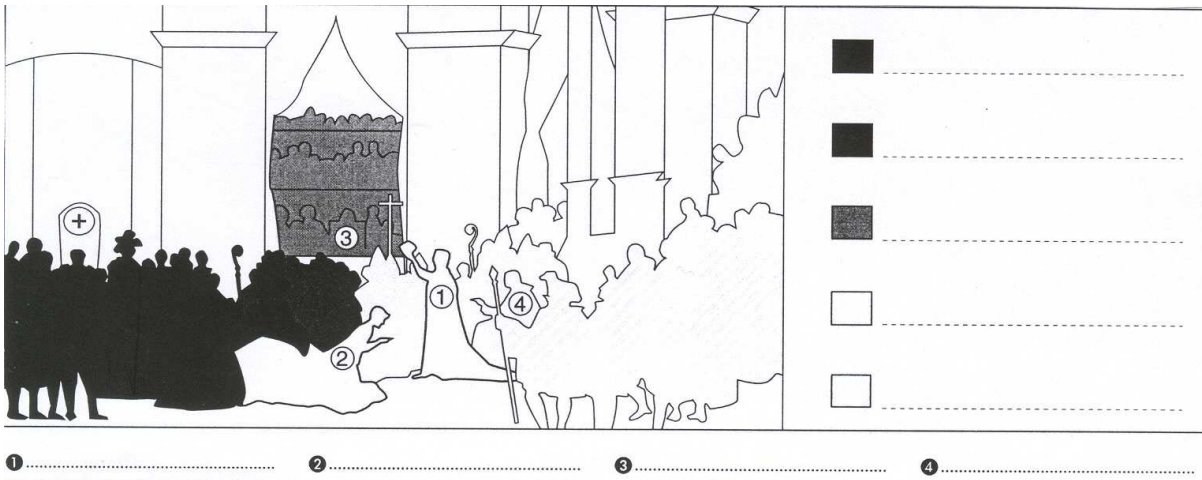 +
③
① ④
②
❶ ❷ ❸ ❹